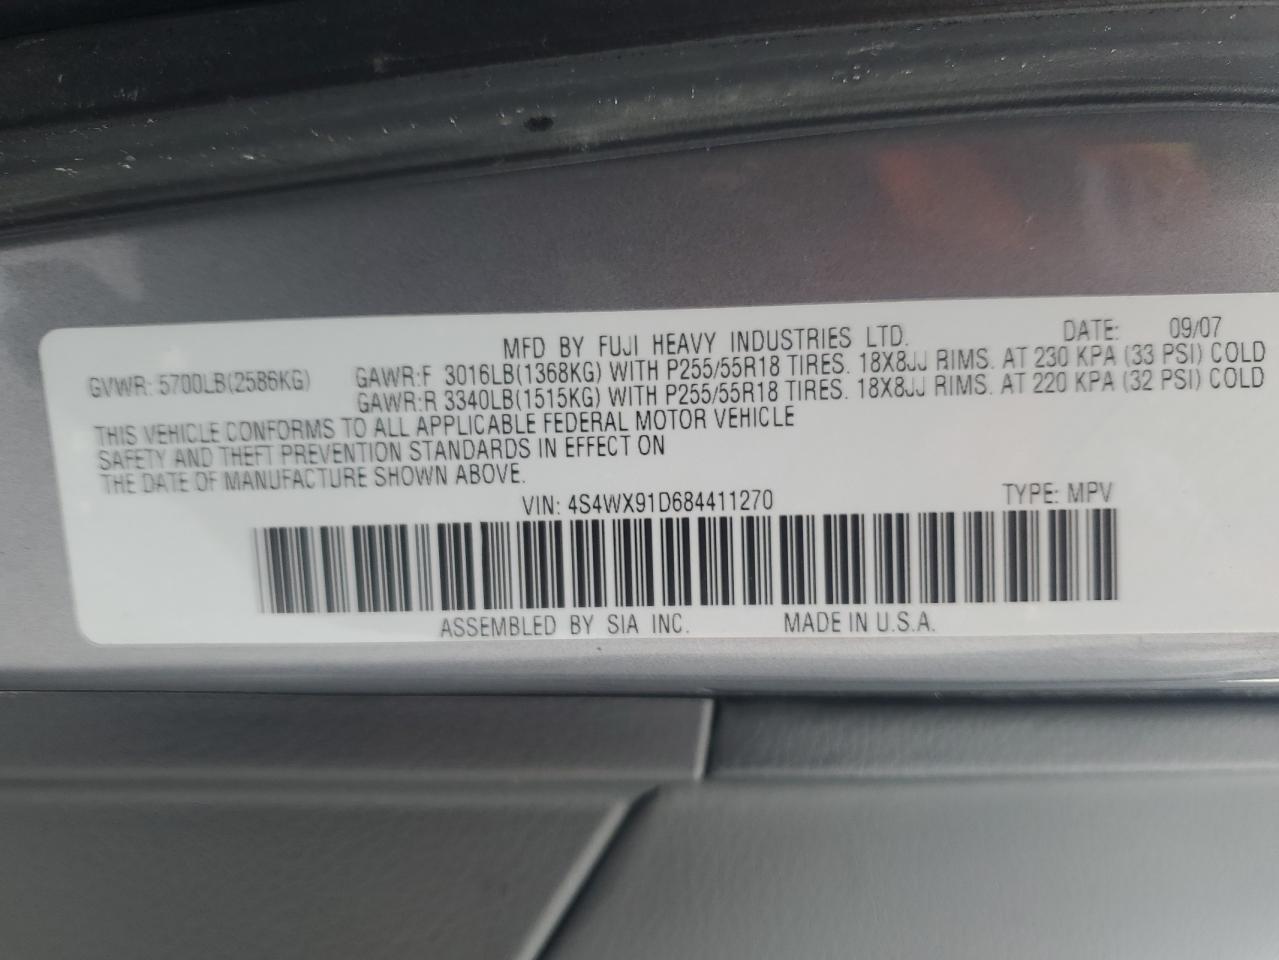 MFD BY FUJI HEAVY INDUSTRIES LTD. DATE: 09/07
GVWR: 5700LB(2586KG) GAWR:F 3016LB(1368KG) WITH P255/55R18 TIRES. 18X8JJ RIMS. AT 230 KPA (33 PSI) COLD
GAWR:R 3340LB(1515KG) WITH P255/55R18 TIRES. 18X8JJ RIMS. AT 220 KPA (32 PSI) COLD
THIS VEHICLE CONFORMS TO ALL APPLICABLE FEDERAL MOTOR VEHICLE
SAFETY AND THEFT PREVENTION STANDARDS IN EFFECT ON
THE DATE OF MANUFACTURE SHOWN ABOVE.
VIN: 4S4WX91D684411270 TYPE: MPV
ASSEMBLED BY SIA INC. MADE IN U.S.A.